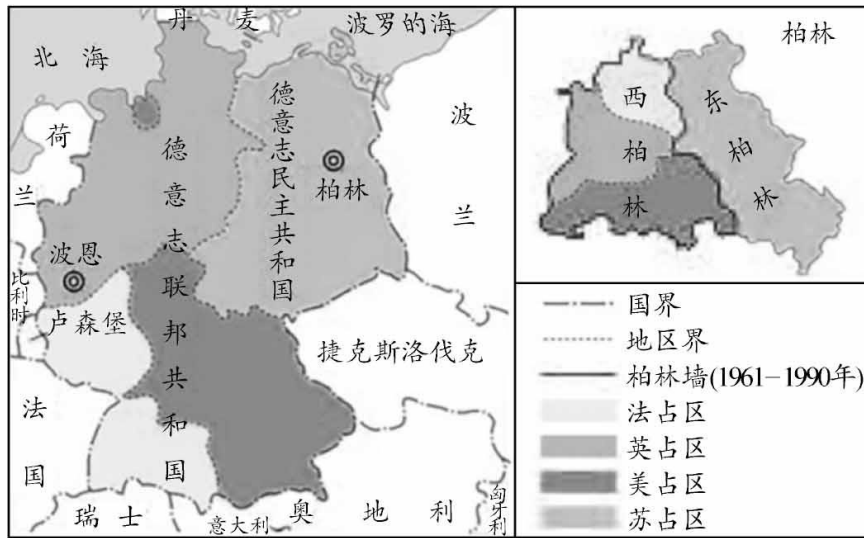 丹麦
波罗的海
北海
荷兰
德意志联邦共和国
德意志民主共和国
柏林
波兰
波恩
比利时
卢森堡
捷克斯洛伐克
法国
瑞士
意大利
奥地利
匈牙利
柏林
西柏林
东柏林
国界
地区界
柏林墙(1961-1990年)
法占区
英占区
美占区
苏占区